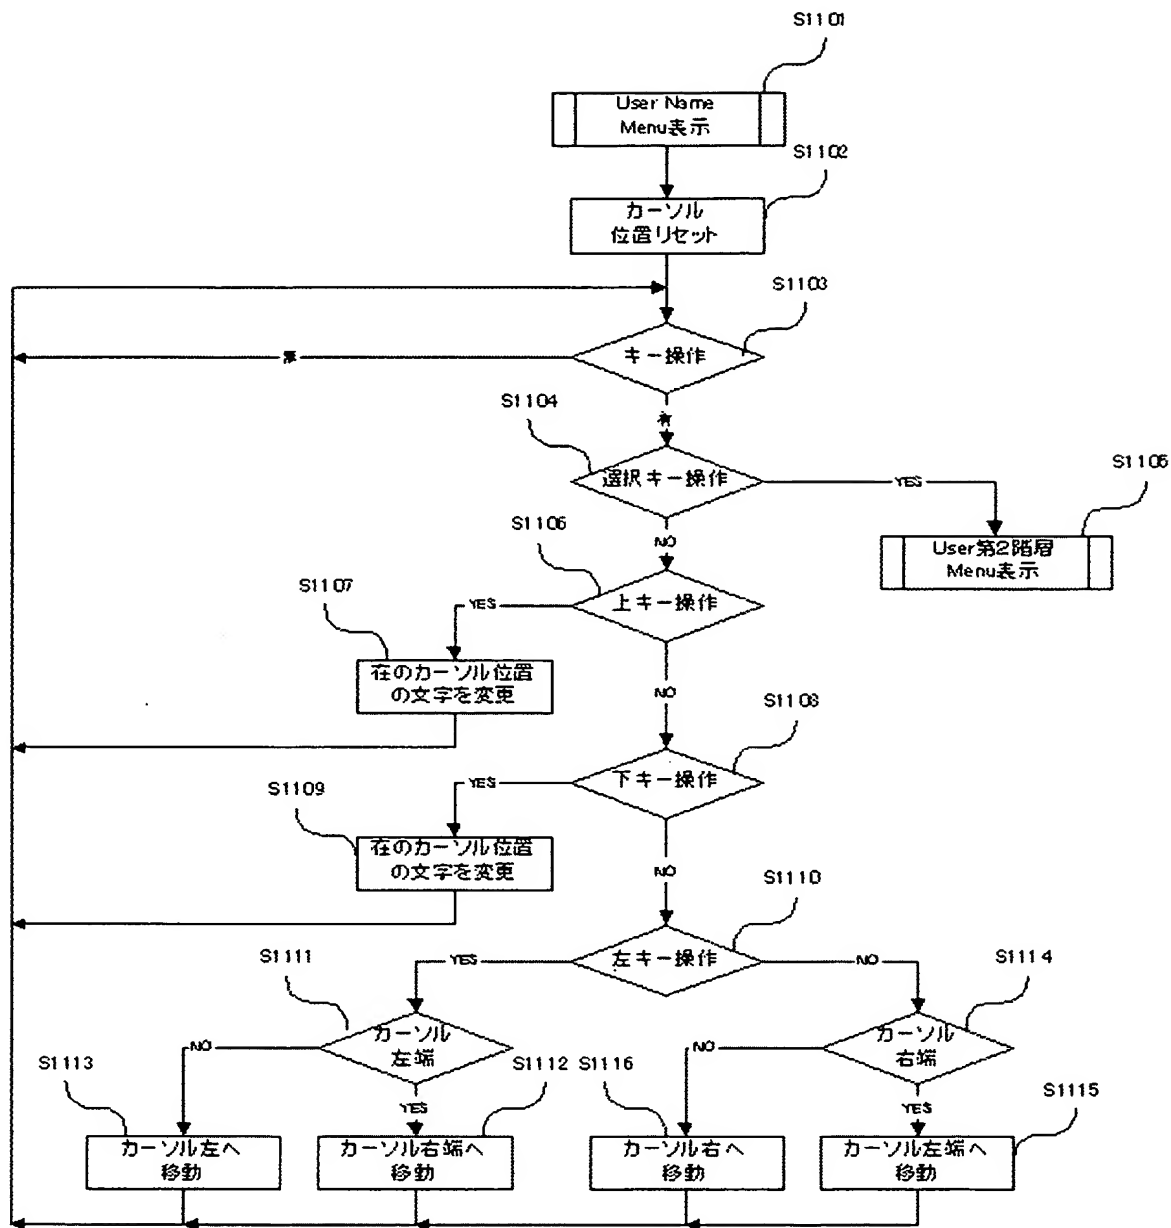 S1101
User Name
Menu表示
S1102
カーソル
位置リセット
S1103
キー操作
無
有
S1104
選択キー操作
YES
S1105
User第2階層
Menu表示
NO
S1106
上キー操作
YES
S1107
在のカーソル位置
の文字を変更
NO
S1108
下キー操作
YES
S1109
在のカーソル位置
の文字を変更
NO
S1110
左キー操作
YES
NO
S1111
カーソル
左端
S1114
カーソル
右端
NO
S1113
カーソル左へ
移動
YES
S1112
カーソル右端へ
移動
NO
S1116
カーソル右へ
移動
YES
S1115
カーソル左端へ
移動